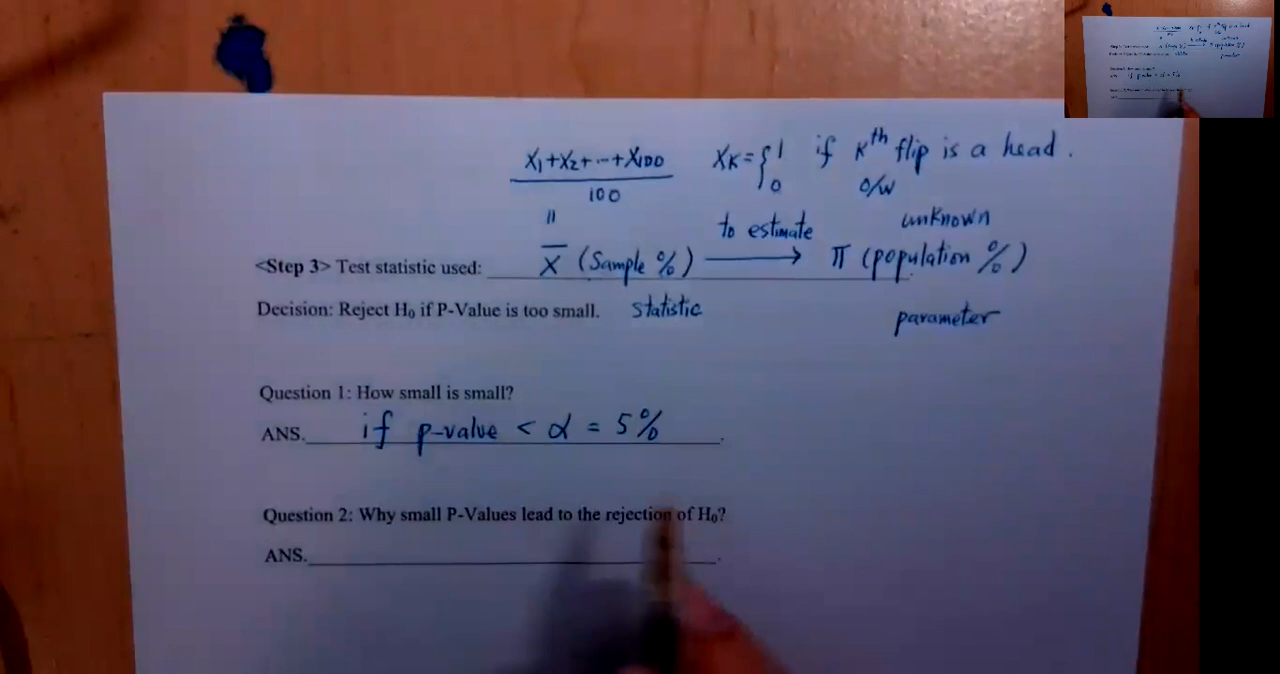 X1+X2+...+X100 XK={1 if Kth flip is a head.
100 0 O/W
" to estimate unknown
<Step 3> Test statistic used: X̄ (Sample %) → π (population %)
Decision: Reject H₀ if P-Value is too small. statistic parameter
Question 1: How small is small?
ANS. if p-value < α = 5% .
Question 2: Why small P-Values lead to the rejection of H₀?
ANS. .